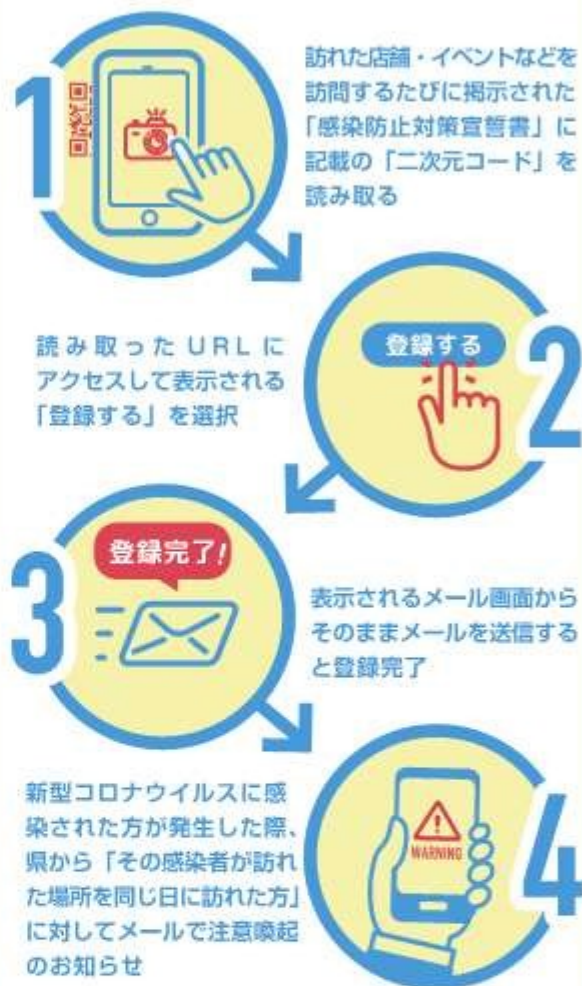 1
訪れた店舗・イベントなどを
訪問するたびに掲示された
「感染防止対策宣誓書」に
記載の「二次元コード」を
読み取る
読み取ったURLに
アクセスして表示される
「登録する」を選択
登録する
2
3
登録完了!
表示されるメール画面から
そのままメールを送信する
と登録完了
新型コロナウイルスに感
染された方が発生した際、
県から「その感染者が訪れ
た場所を同じ日に訪れた方」
に対してメールで注意喚起
のお知らせ
WARNING
4